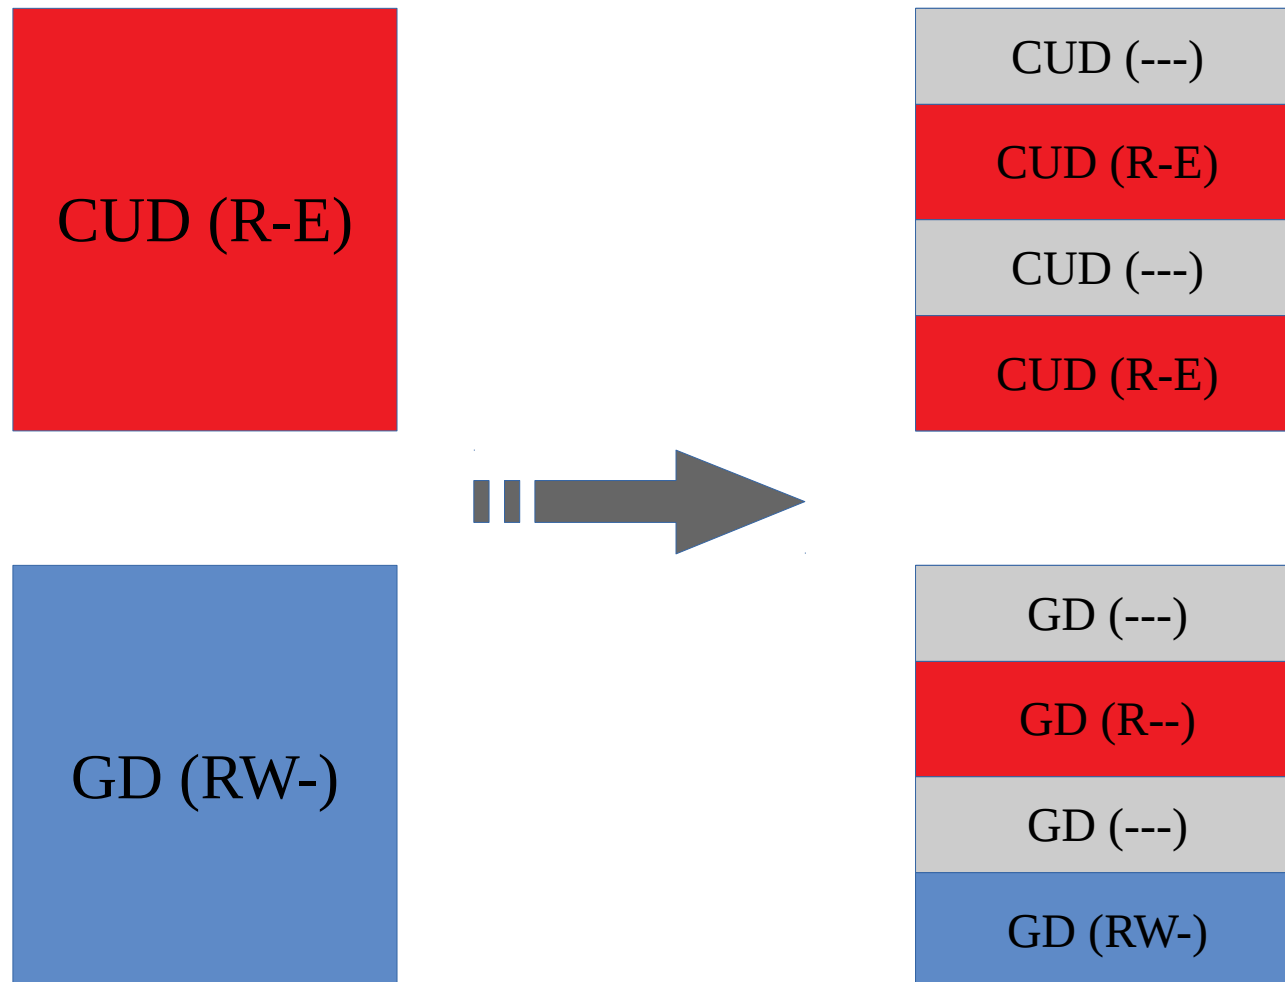 CUD (R-E)
GD (RW-)
CUD (---)
CUD (R-E)
CUD (---)
CUD (R-E)
GD (---)
GD (R--)
GD (---)
GD (RW-)